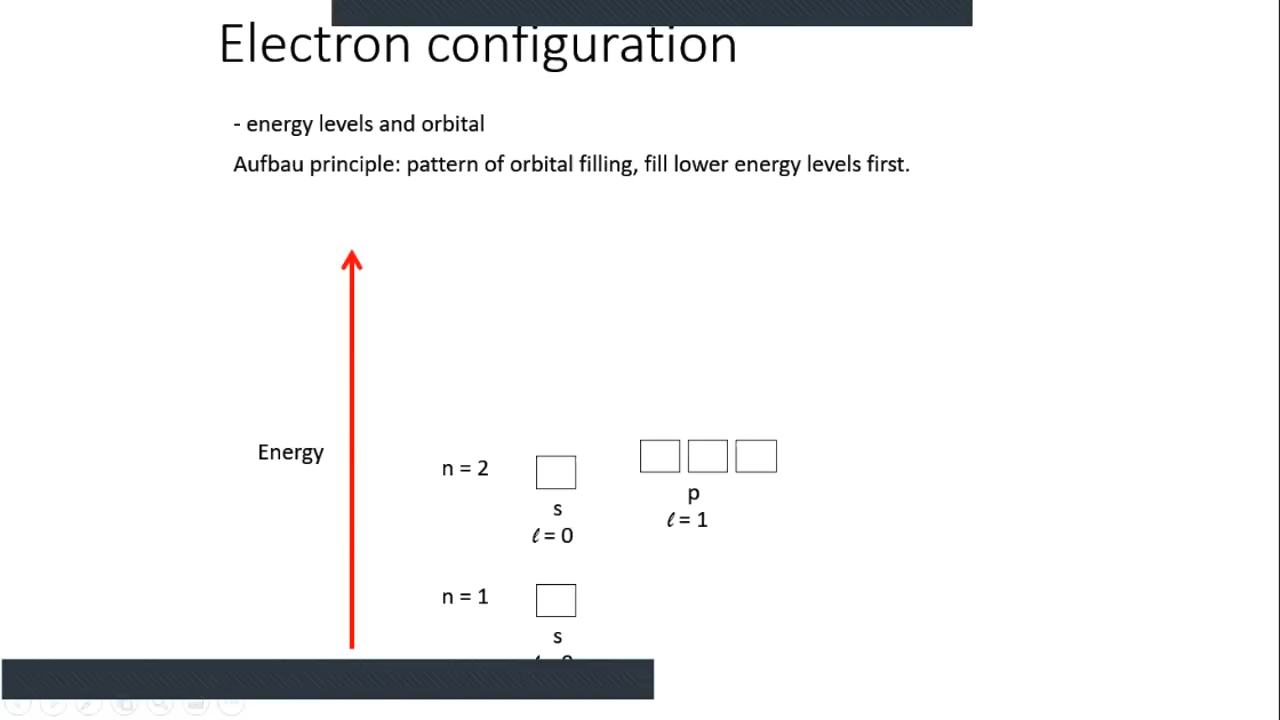 Electron configuration
- energy levels and orbital
Aufbau principle: pattern of orbital filling, fill lower energy levels first.
Energy
n = 2
s
ℓ = 0
p
ℓ = 1
n = 1
s